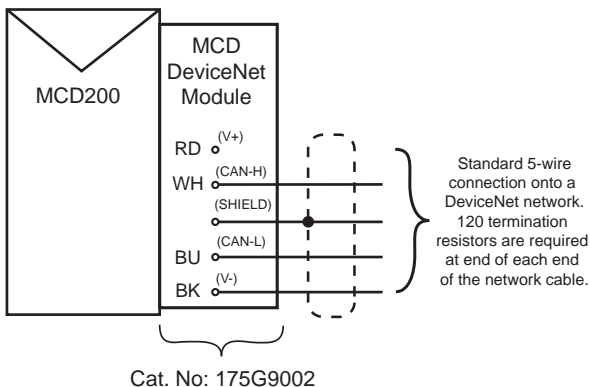 MCD200
MCD
DeviceNet
Module
RD (V+)
WH (CAN-H)
(SHIELD)
BU (CAN-L)
BK (V-)
Standard 5-wire
connection onto a
DeviceNet network.
120 termination
resistors are required
at end of each end
of the network cable.
Cat. No: 175G9002